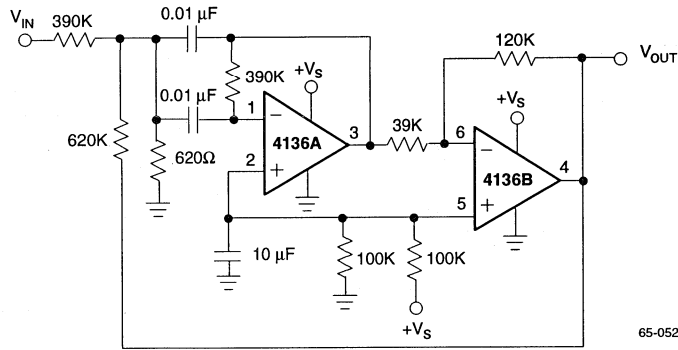 V_IN
390K
0.01 μF
120K
V_OUT
390K
+V_S
+V_S
0.01 μF
1
−
3
39K
6
−
620K
4136A
4
620Ω
2
+
4136B
5
+
10 μF
100K
100K
+V_S
65-052